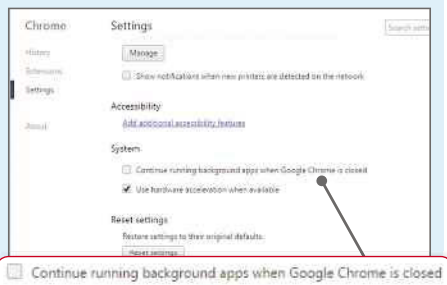 Chrome
Settings
Search setti
History
Extensions
Settings
About
Manage
Show notifications when new printers are detected on the network
Accessibility
Add additional accessibility features
System
Continue running background apps when Google Chrome is closed
Use hardware acceleration when available
Reset settings
Restore settings to their original defaults.
Reset settings
Continue running background apps when Google Chrome is closed